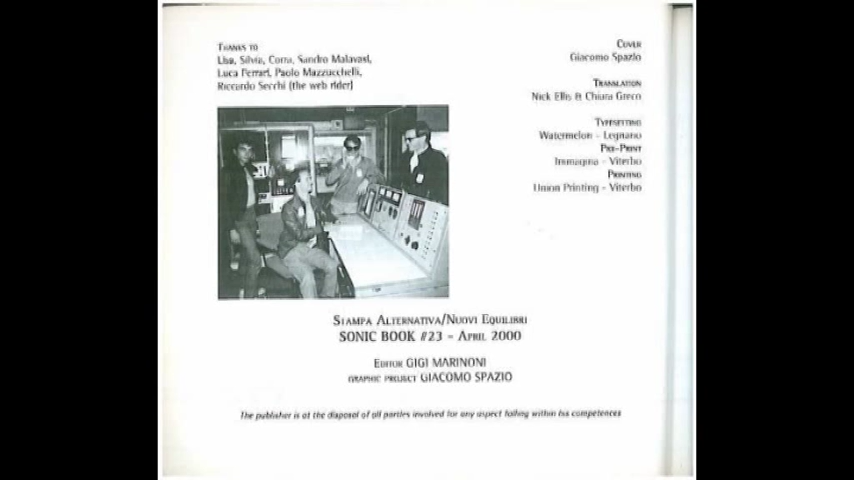 THANKS TO
Lisa, Silvia, Corra, Sandro Malavasi,
Luca Ferrari, Paolo Mazzucchelli,
Riccardo Secchi (the web rider)
COVER
Giacomo Spazio
TRANSLATION
Nick Ellis & Chiara Greco
TYPESETTING
Watermelon - Legnano
PRE-PRINT
Immagina - Viterbo
PRINTING
Union Printing - Viterbo
STAMPA ALTERNATIVA/NUOVI EQUILIBRI
SONIC BOOK #23 - APRIL 2000
EDITOR GIGI MARINONI
GRAPHIC PROJECT GIACOMO SPAZIO
The publisher is at the disposal of all parties involved for any aspect falling within his competences